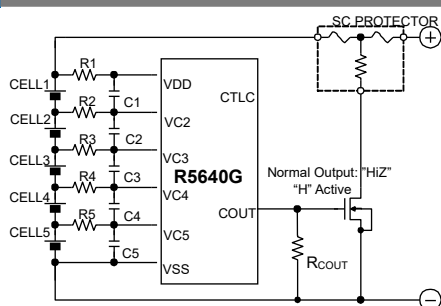 SC PROTECTOR
R1
CELL1
VDD
CTLC
C1
R2
CELL2
VC2
C2
R3
CELL3
VC3
R5640G
Normal Output: "HiZ"
"H" Active
C3
R4
CELL4
VC4
COUT
C4
R5
CELL5
VC5
C5
RCOUT
VSS